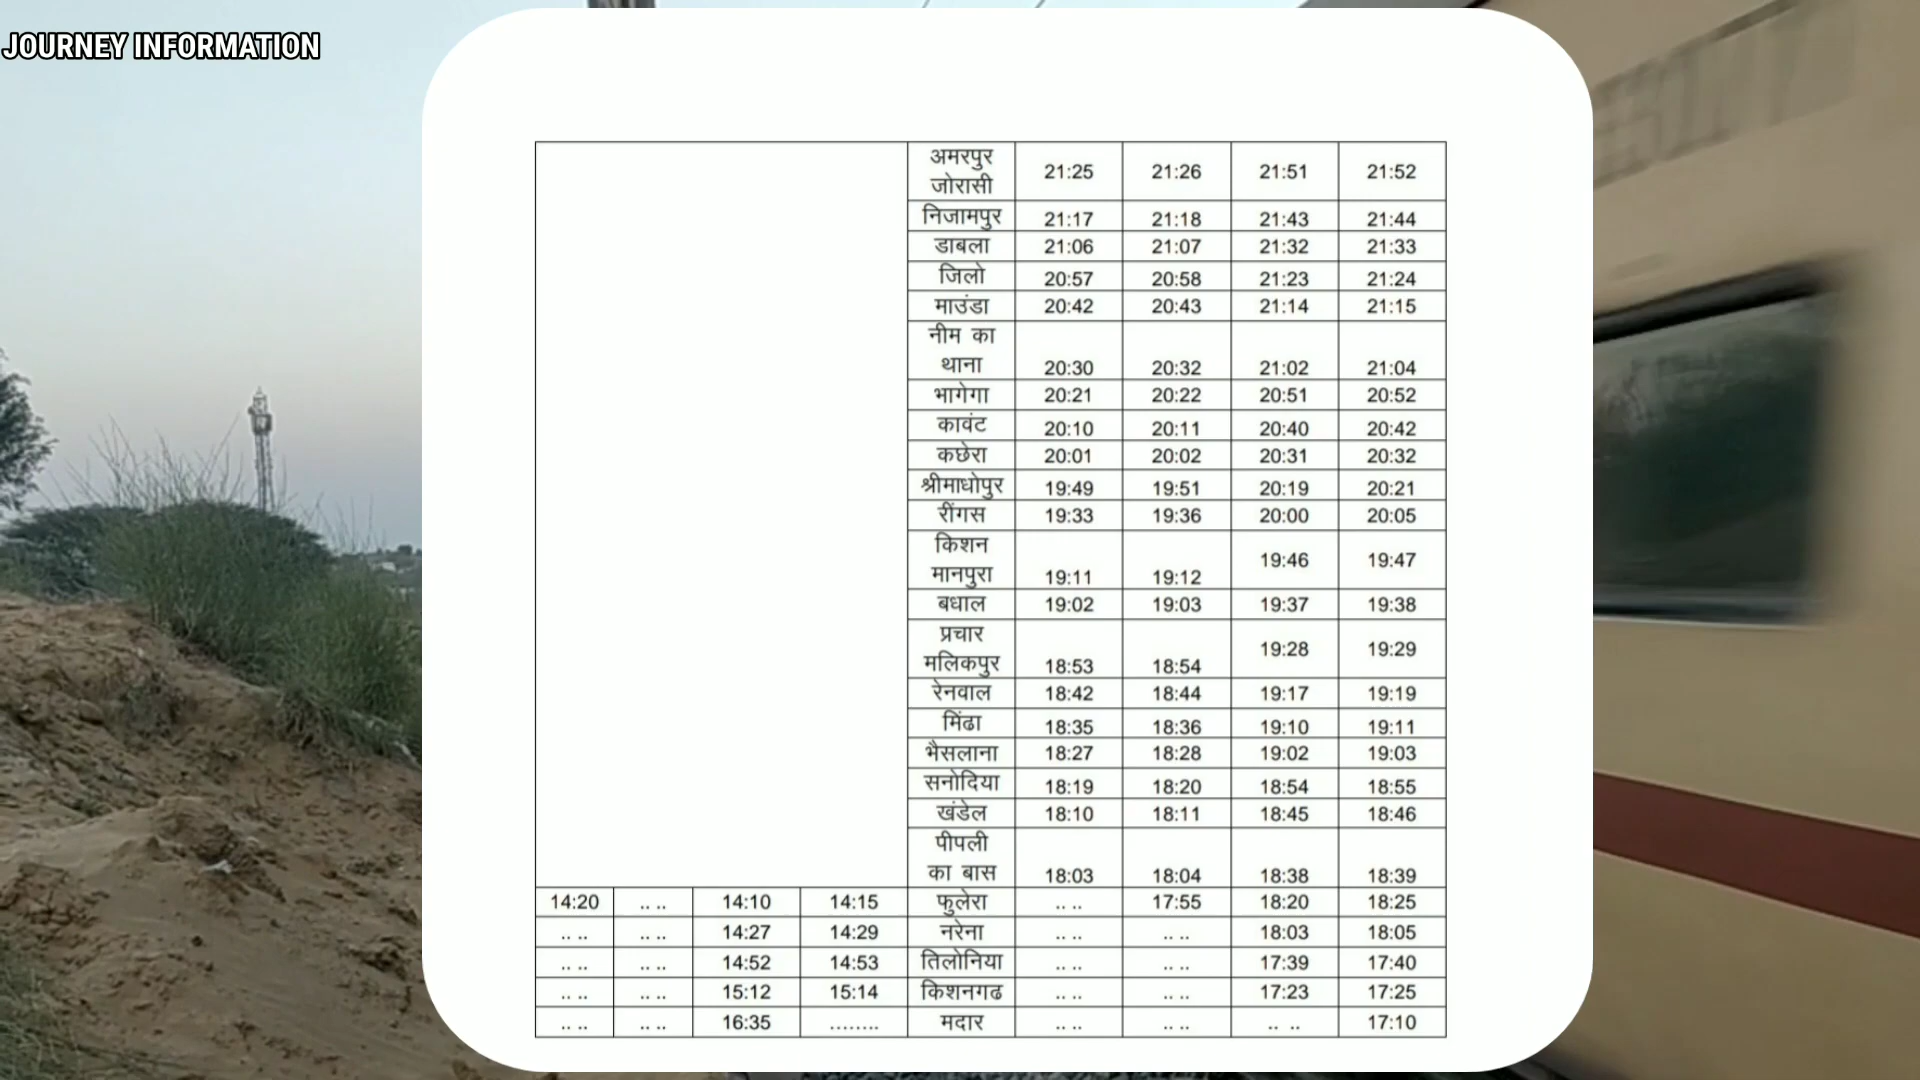 JOURNEY INFORMATION
अमरपुर
जोरासी 21:25 21:26 21:51 21:52
निजामपुर 21:17 21:18 21:43 21:44
डाबला 21:06 21:07 21:32 21:33
जिलो 20:57 20:58 21:23 21:24
माउंडा 20:42 20:43 21:14 21:15
नीम का
थाना 20:30 20:32 21:02 21:04
भागेगा 20:21 20:22 20:51 20:52
कावंट 20:10 20:11 20:40 20:42
कछेरा 20:01 20:02 20:31 20:32
श्रीमाधोपुर 19:49 19:51 20:19 20:21
रींगस 19:33 19:36 20:00 20:05
किशन
मानपुरा 19:11 19:12 19:46 19:47
बधाल 19:02 19:03 19:37 19:38
प्रचार
मलिकपुर 18:53 18:54 19:28 19:29
रेनवाल 18:42 18:44 19:17 19:19
मिंढा 18:35 18:36 19:10 19:11
भैसलाना 18:27 18:28 19:02 19:03
सनोदिया 18:19 18:20 18:54 18:55
खंडेल 18:10 18:11 18:45 18:46
पीपली
का बास 18:03 18:04 18:38 18:39
14:20 .. .. 14:10 14:15 फुलेरा .. .. 17:55 18:20 18:25
.. .. .. .. 14:27 14:29 नरेना .. .. .. .. 18:03 18:05
.. .. .. .. 14:52 14:53 तिलोनिया .. .. .. .. 17:39 17:40
.. .. .. .. 15:12 15:14 किशनगढ .. .. .. .. 17:23 17:25
.. .. .. .. 16:35 ........ मदार .. .. .. .. .. .. 17:10